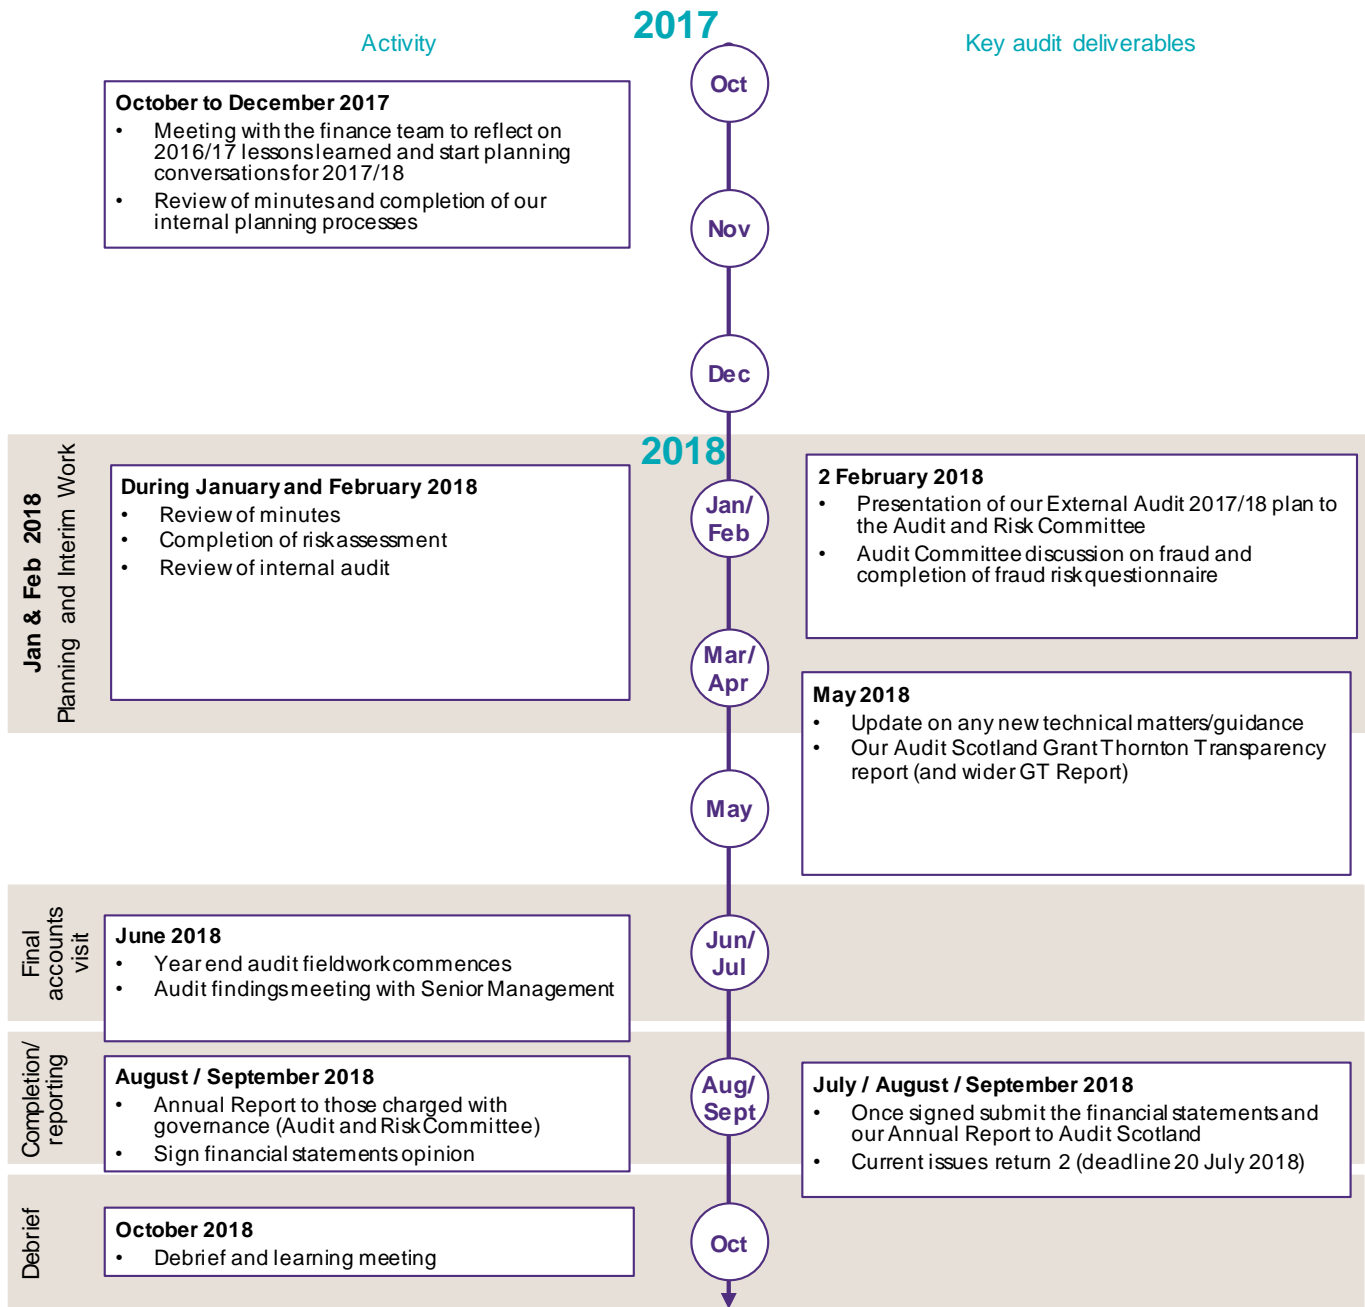 2017
Activity
Key audit deliverables
Oct
October to December 2017
• Meeting with the finance team to reflect on
2016/17 lessons learned and start planning
conversations for 2017/18
• Review of minutes and completion of our
internal planning processes
Nov
Dec
2018
Jan & Feb 2018
Planning and Interim Work
During January and February 2018
• Review of minutes
• Completion of risk assessment
• Review of internal audit
Jan/
Feb
2 February 2018
• Presentation of our External Audit 2017/18 plan to
the Audit and Risk Committee
• Audit Committee discussion on fraud and
completion of fraud risk questionnaire
Mar/
Apr
May 2018
• Update on any new technical matters/guidance
• Our Audit Scotland Grant Thornton Transparency
report (and wider GT Report)
May
Final
accounts
visit
June 2018
• Year end audit fieldwork commences
• Audit findings meeting with Senior Management
Jun/
Jul
Completion/
reporting
August / September 2018
• Annual Report to those charged with
governance (Audit and Risk Committee)
• Sign financial statements opinion
Aug/
Sept
July / August / September 2018
• Once signed submit the financial statements and
our Annual Report to Audit Scotland
• Current issues return 2 (deadline 20 July 2018)
Debrief
October 2018
• Debrief and learning meeting
Oct